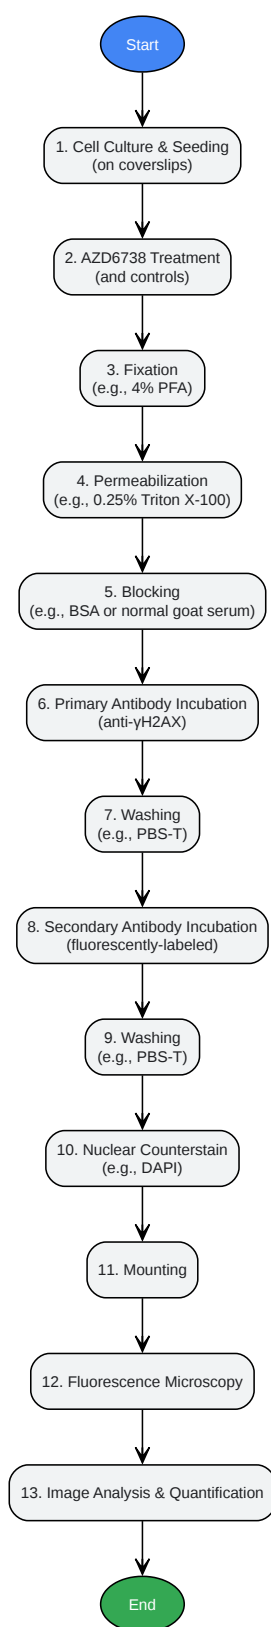 Start
1. Cell Culture & Seeding
(on coverslips)
2. AZD6738 Treatment
(and controls)
3. Fixation
(e.g., 4% PFA)
4. Permeabilization
(e.g., 0.25% Triton X-100)
5. Blocking
(e.g., BSA or normal goat serum)
6. Primary Antibody Incubation
(anti-γH2AX)
7. Washing
(e.g., PBS-T)
8. Secondary Antibody Incubation
(fluorescently-labeled)
9. Washing
(e.g., PBS-T)
10. Nuclear Counterstain
(e.g., DAPI)
11. Mounting
12. Fluorescence Microscopy
13. Image Analysis & Quantification
End